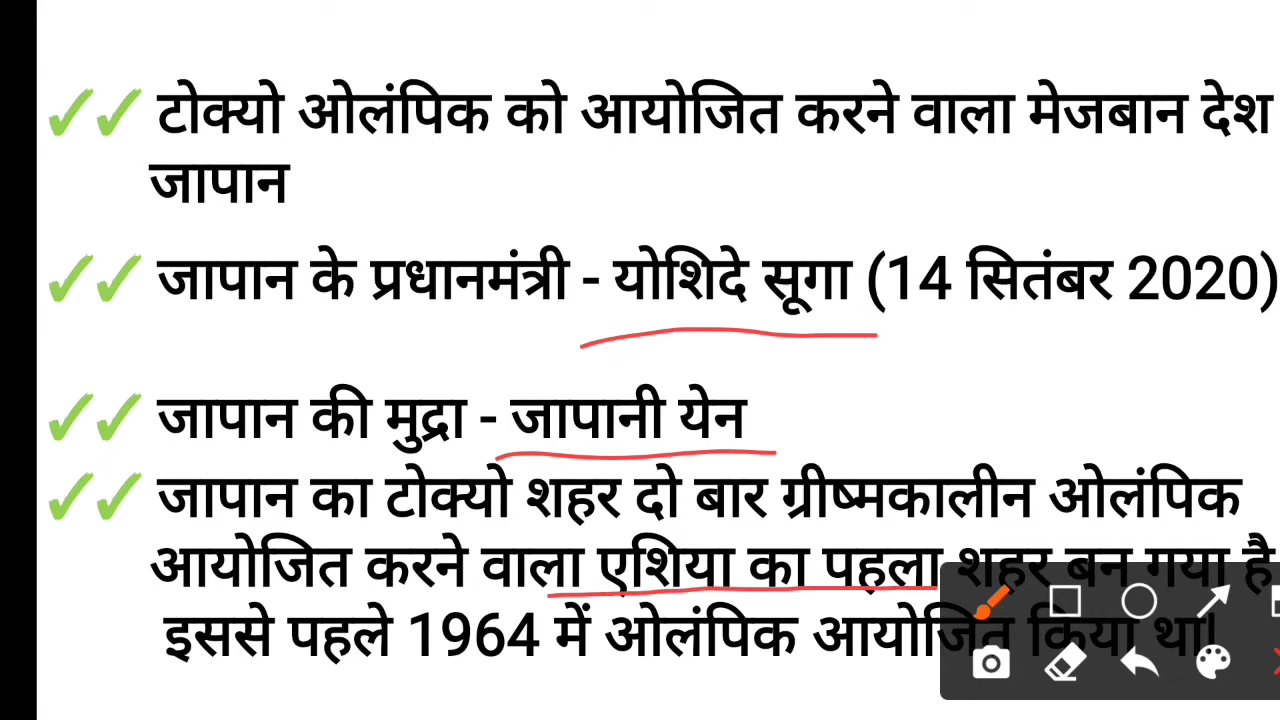 ✓✓ टोक्यो ओलंपिक को आयोजित करने वाला मेजबान देश
जापान
✓✓ जापान के प्रधानमंत्री - योशिदे सूगा (14 सितंबर 2020)
✓✓ जापान की मुद्रा - जापानी येन
✓✓ जापान का टोक्यो शहर दो बार ग्रीष्मकालीन ओलंपिक
आयोजित करने वाला एशिया का पहला शहर बन गया है
इससे पहले 1964 में ओलंपिक आयोजित किया था|